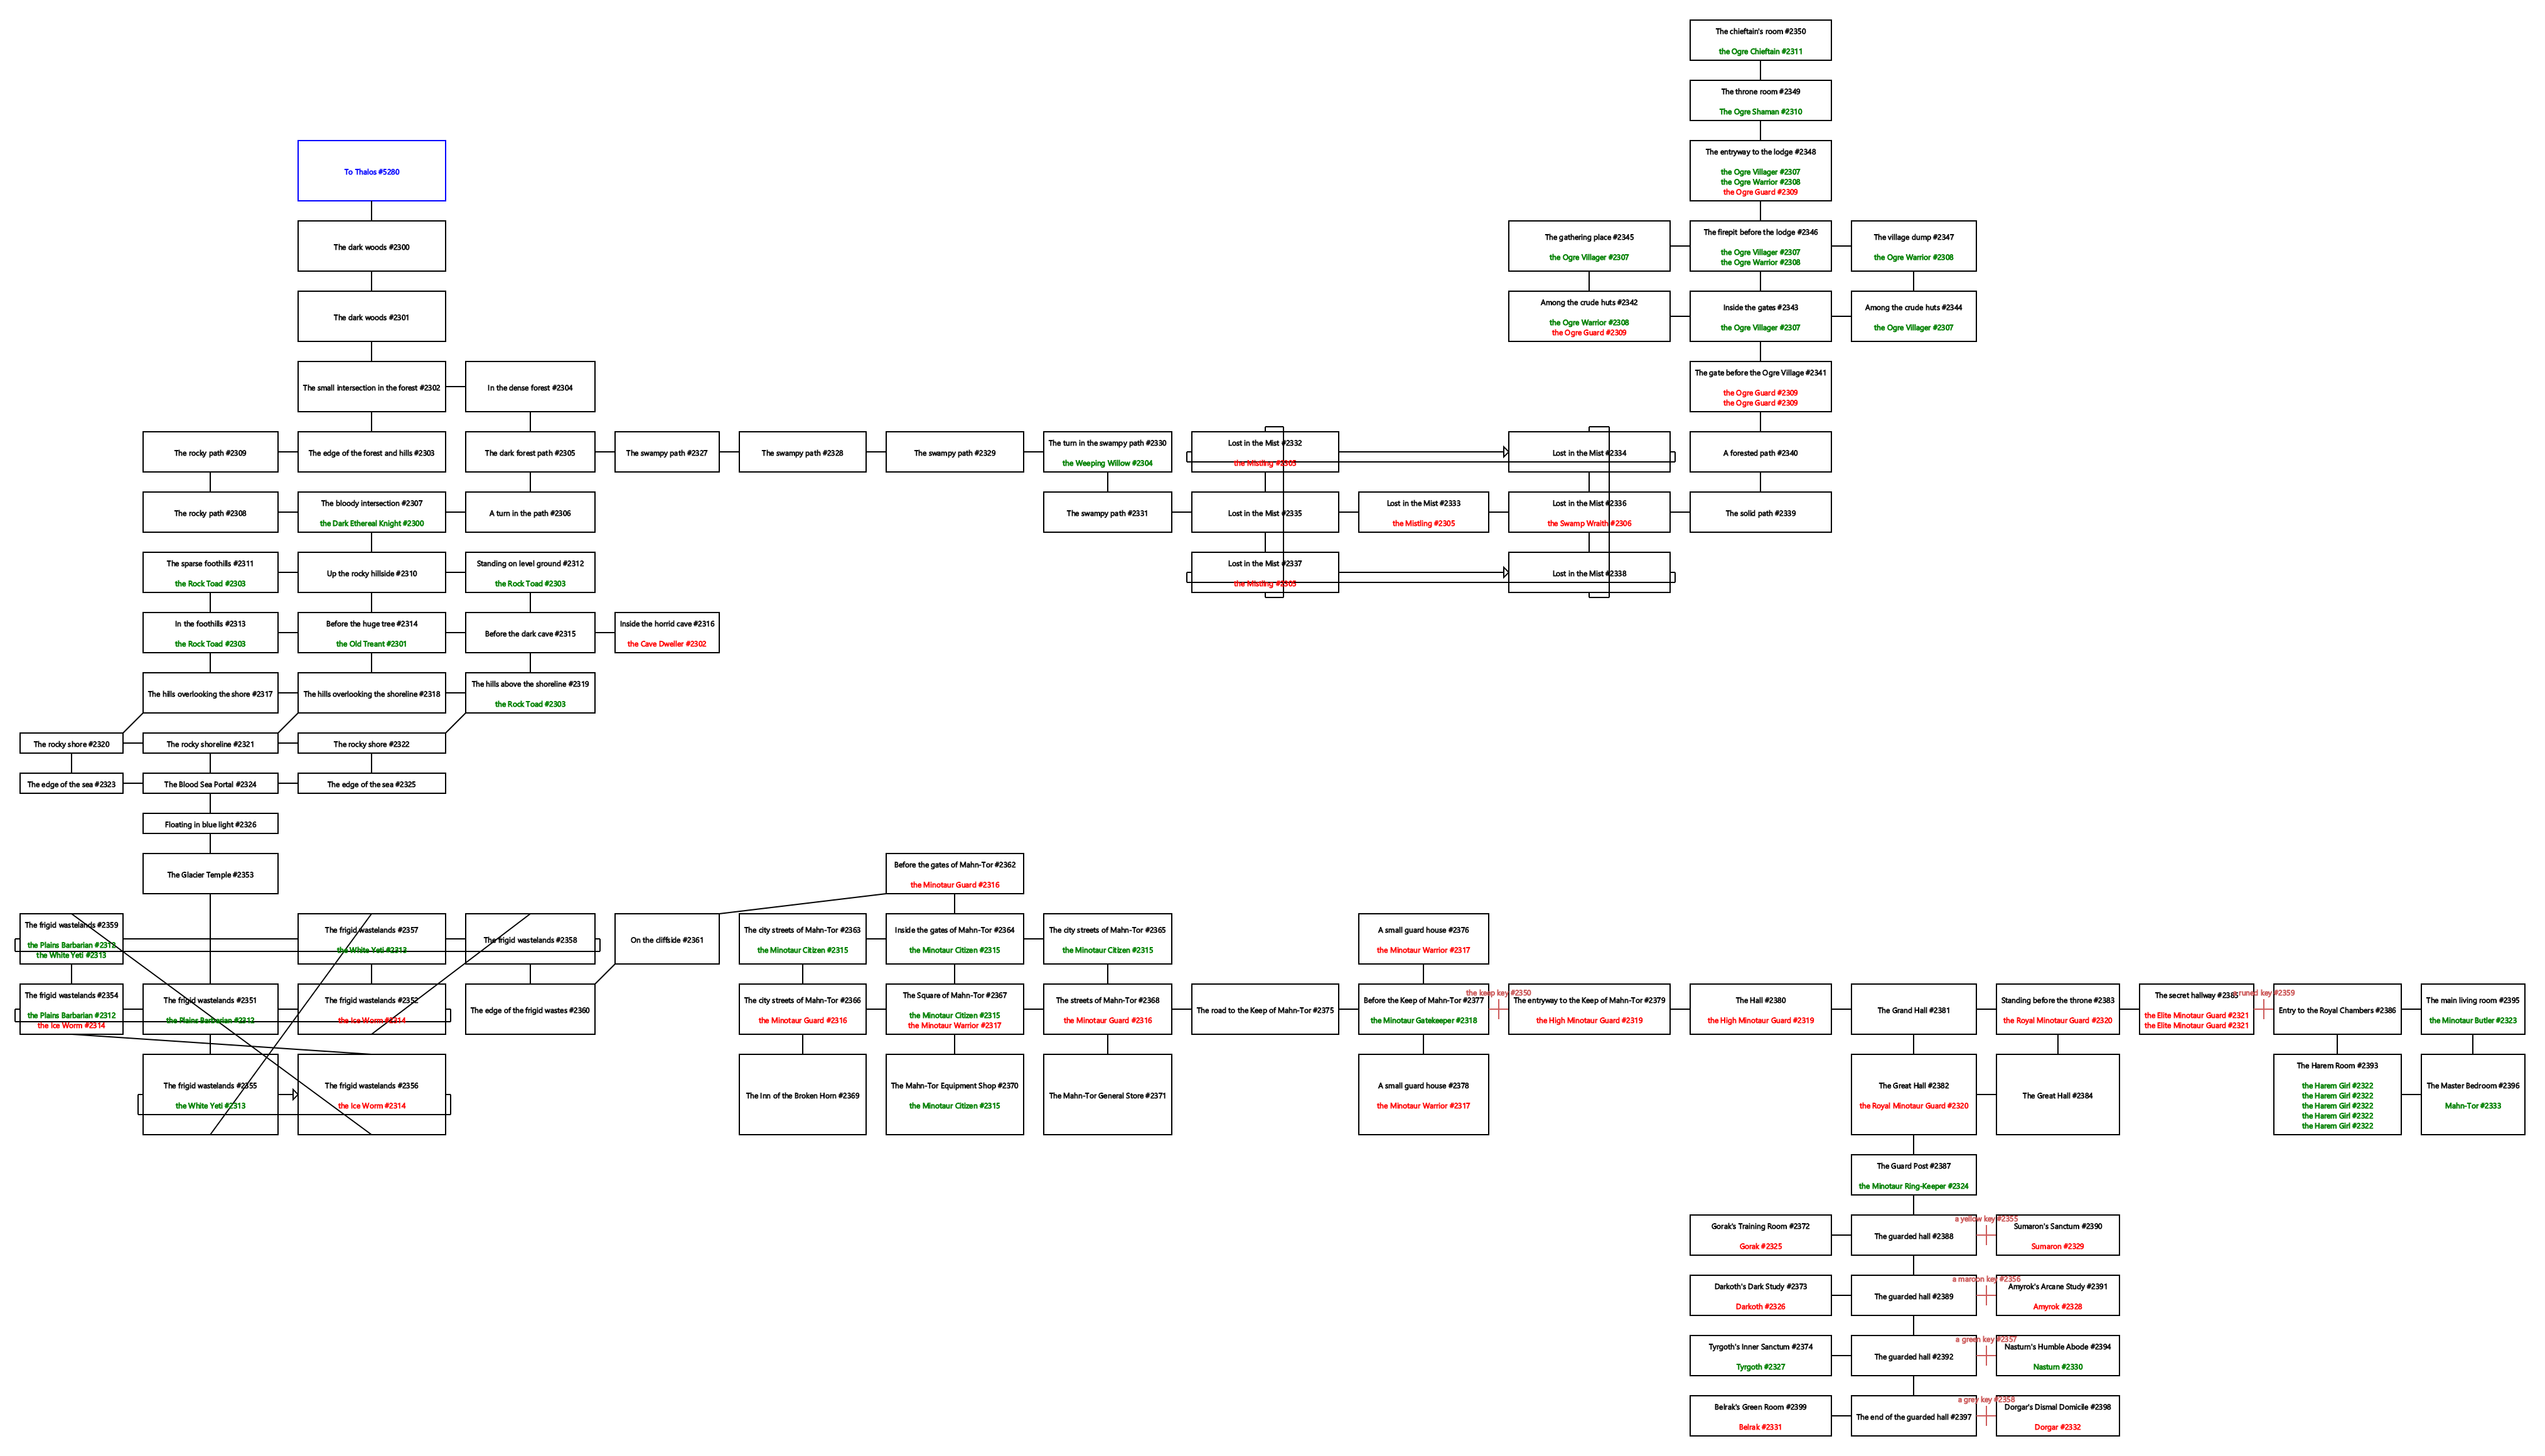 The chieftain's room #2350
the Ogre Chieftain #2311
The throne room #2349
The Ogre Shaman #2310
To Thalos #5280
The entryway to the lodge #2348
the Ogre Villager #2307
the Ogre Warrior #2308
the Ogre Guard #2309
The dark woods #2300
The gathering place #2345
the Ogre Villager #2307
The firepit before the lodge #2346
the Ogre Villager #2307
the Ogre Warrior #2308
The village dump #2347
the Ogre Warrior #2308
The dark woods #2301
Among the crude huts #2342
the Ogre Warrior #2308
the Ogre Guard #2309
Inside the gates #2343
the Ogre Villager #2307
Among the crude huts #2344
the Ogre Villager #2307
The small intersection in the forest #2302
In the dense forest #2304
The gate before the Ogre Village #2341
the Ogre Guard #2309
the Ogre Guard #2309
The rocky path #2309
The edge of the forest and hills #2303
The dark forest path #2305
The swampy path #2327
The swampy path #2328
The swampy path #2329
The turn in the swampy path #2330
the Weeping Willow #2304
Lost in the Mist #2332
the Mistling #2305
Lost in the Mist #2334
A forested path #2340
The rocky path #2308
The bloody intersection #2307
the Dark Ethereal Knight #2300
A turn in the path #2306
The swampy path #2331
Lost in the Mist #2335
Lost in the Mist #2333
the Mistling #2305
Lost in the Mist #2336
the Swamp Wraith #2306
The solid path #2339
The sparse foothills #2311
the Rock Toad #2303
Up the rocky hillside #2310
Standing on level ground #2312
the Rock Toad #2303
Lost in the Mist #2337
the Mistling #2305
Lost in the Mist #2338
In the foothills #2313
the Rock Toad #2303
Before the huge tree #2314
the Old Treant #2301
Before the dark cave #2315
Inside the horrid cave #2316
the Cave Dweller #2302
The hills overlooking the shore #2317
The hills overlooking the shoreline #2318
The hills above the shoreline #2319
the Rock Toad #2303
The rocky shore #2320
The rocky shoreline #2321
The rocky shore #2322
The edge of the sea #2323
The Blood Sea Portal #2324
The edge of the sea #2325
Floating in blue light #2326
The Glacier Temple #2353
Before the gates of Mahn-Tor #2362
the Minotaur Guard #2316
The frigid wastelands #2359
the Plains Barbarian #2312
the White Yeti #2313
The frigid wastelands #2357
the White Yeti #2313
The frigid wastelands #2358
On the cliffside #2361
The city streets of Mahn-Tor #2363
the Minotaur Citizen #2315
Inside the gates of Mahn-Tor #2364
the Minotaur Citizen #2315
The city streets of Mahn-Tor #2365
the Minotaur Citizen #2315
A small guard house #2376
the Minotaur Warrior #2317
The frigid wastelands #2354
the Plains Barbarian #2312
the Ice Worm #2314
The frigid wastelands #2351
the Plains Barbarian #2312
The frigid wastelands #2352
the Ice Worm #2314
The edge of the frigid wastes #2360
The city streets of Mahn-Tor #2366
the Minotaur Guard #2316
The Square of Mahn-Tor #2367
the Minotaur Citizen #2315
the Minotaur Warrior #2317
The streets of Mahn-Tor #2368
the Minotaur Guard #2316
The road to the Keep of Mahn-Tor #2375
Before the Keep of Mahn-Tor #2377
the Minotaur Gatekeeper #2318
the keep key #2350
The entryway to the Keep of Mahn-Tor #2379
the High Minotaur Guard #2319
The Hall #2380
the High Minotaur Guard #2319
The Grand Hall #2381
Standing before the throne #2383
the Royal Minotaur Guard #2320
The secret hallway #2385
the Elite Minotaur Guard #2321
the Elite Minotaur Guard #2321
runed key #2359
Entry to the Royal Chambers #2386
The main living room #2395
the Minotaur Butler #2323
The frigid wastelands #2355
the White Yeti #2313
The frigid wastelands #2356
the Ice Worm #2314
The Inn of the Broken Horn #2369
The Mahn-Tor Equipment Shop #2370
the Minotaur Citizen #2315
The Mahn-Tor General Store #2371
A small guard house #2378
the Minotaur Warrior #2317
The Great Hall #2382
the Royal Minotaur Guard #2320
The Great Hall #2384
The Harem Room #2393
the Harem Girl #2322
the Harem Girl #2322
the Harem Girl #2322
the Harem Girl #2322
the Harem Girl #2322
The Master Bedroom #2396
Mahn-Tor #2333
The Guard Post #2387
the Minotaur Ring-Keeper #2324
Gorak's Training Room #2372
Gorak #2325
The guarded hall #2388
a yellow key #2355
Sumaron's Sanctum #2390
Sumaron #2329
Darkoth's Dark Study #2373
Darkoth #2326
The guarded hall #2389
a maroon key #2356
Amyrok's Arcane Study #2391
Amyrok #2328
Tyrgoth's Inner Sanctum #2374
Tyrgoth #2327
The guarded hall #2392
a green key #2357
Nasturn's Humble Abode #2394
Nasturn #2330
Belrak's Green Room #2399
Belrak #2331
The end of the guarded hall #2397
a grey key #2358
Dorgar's Dismal Domicile #2398
Dorgar #2332